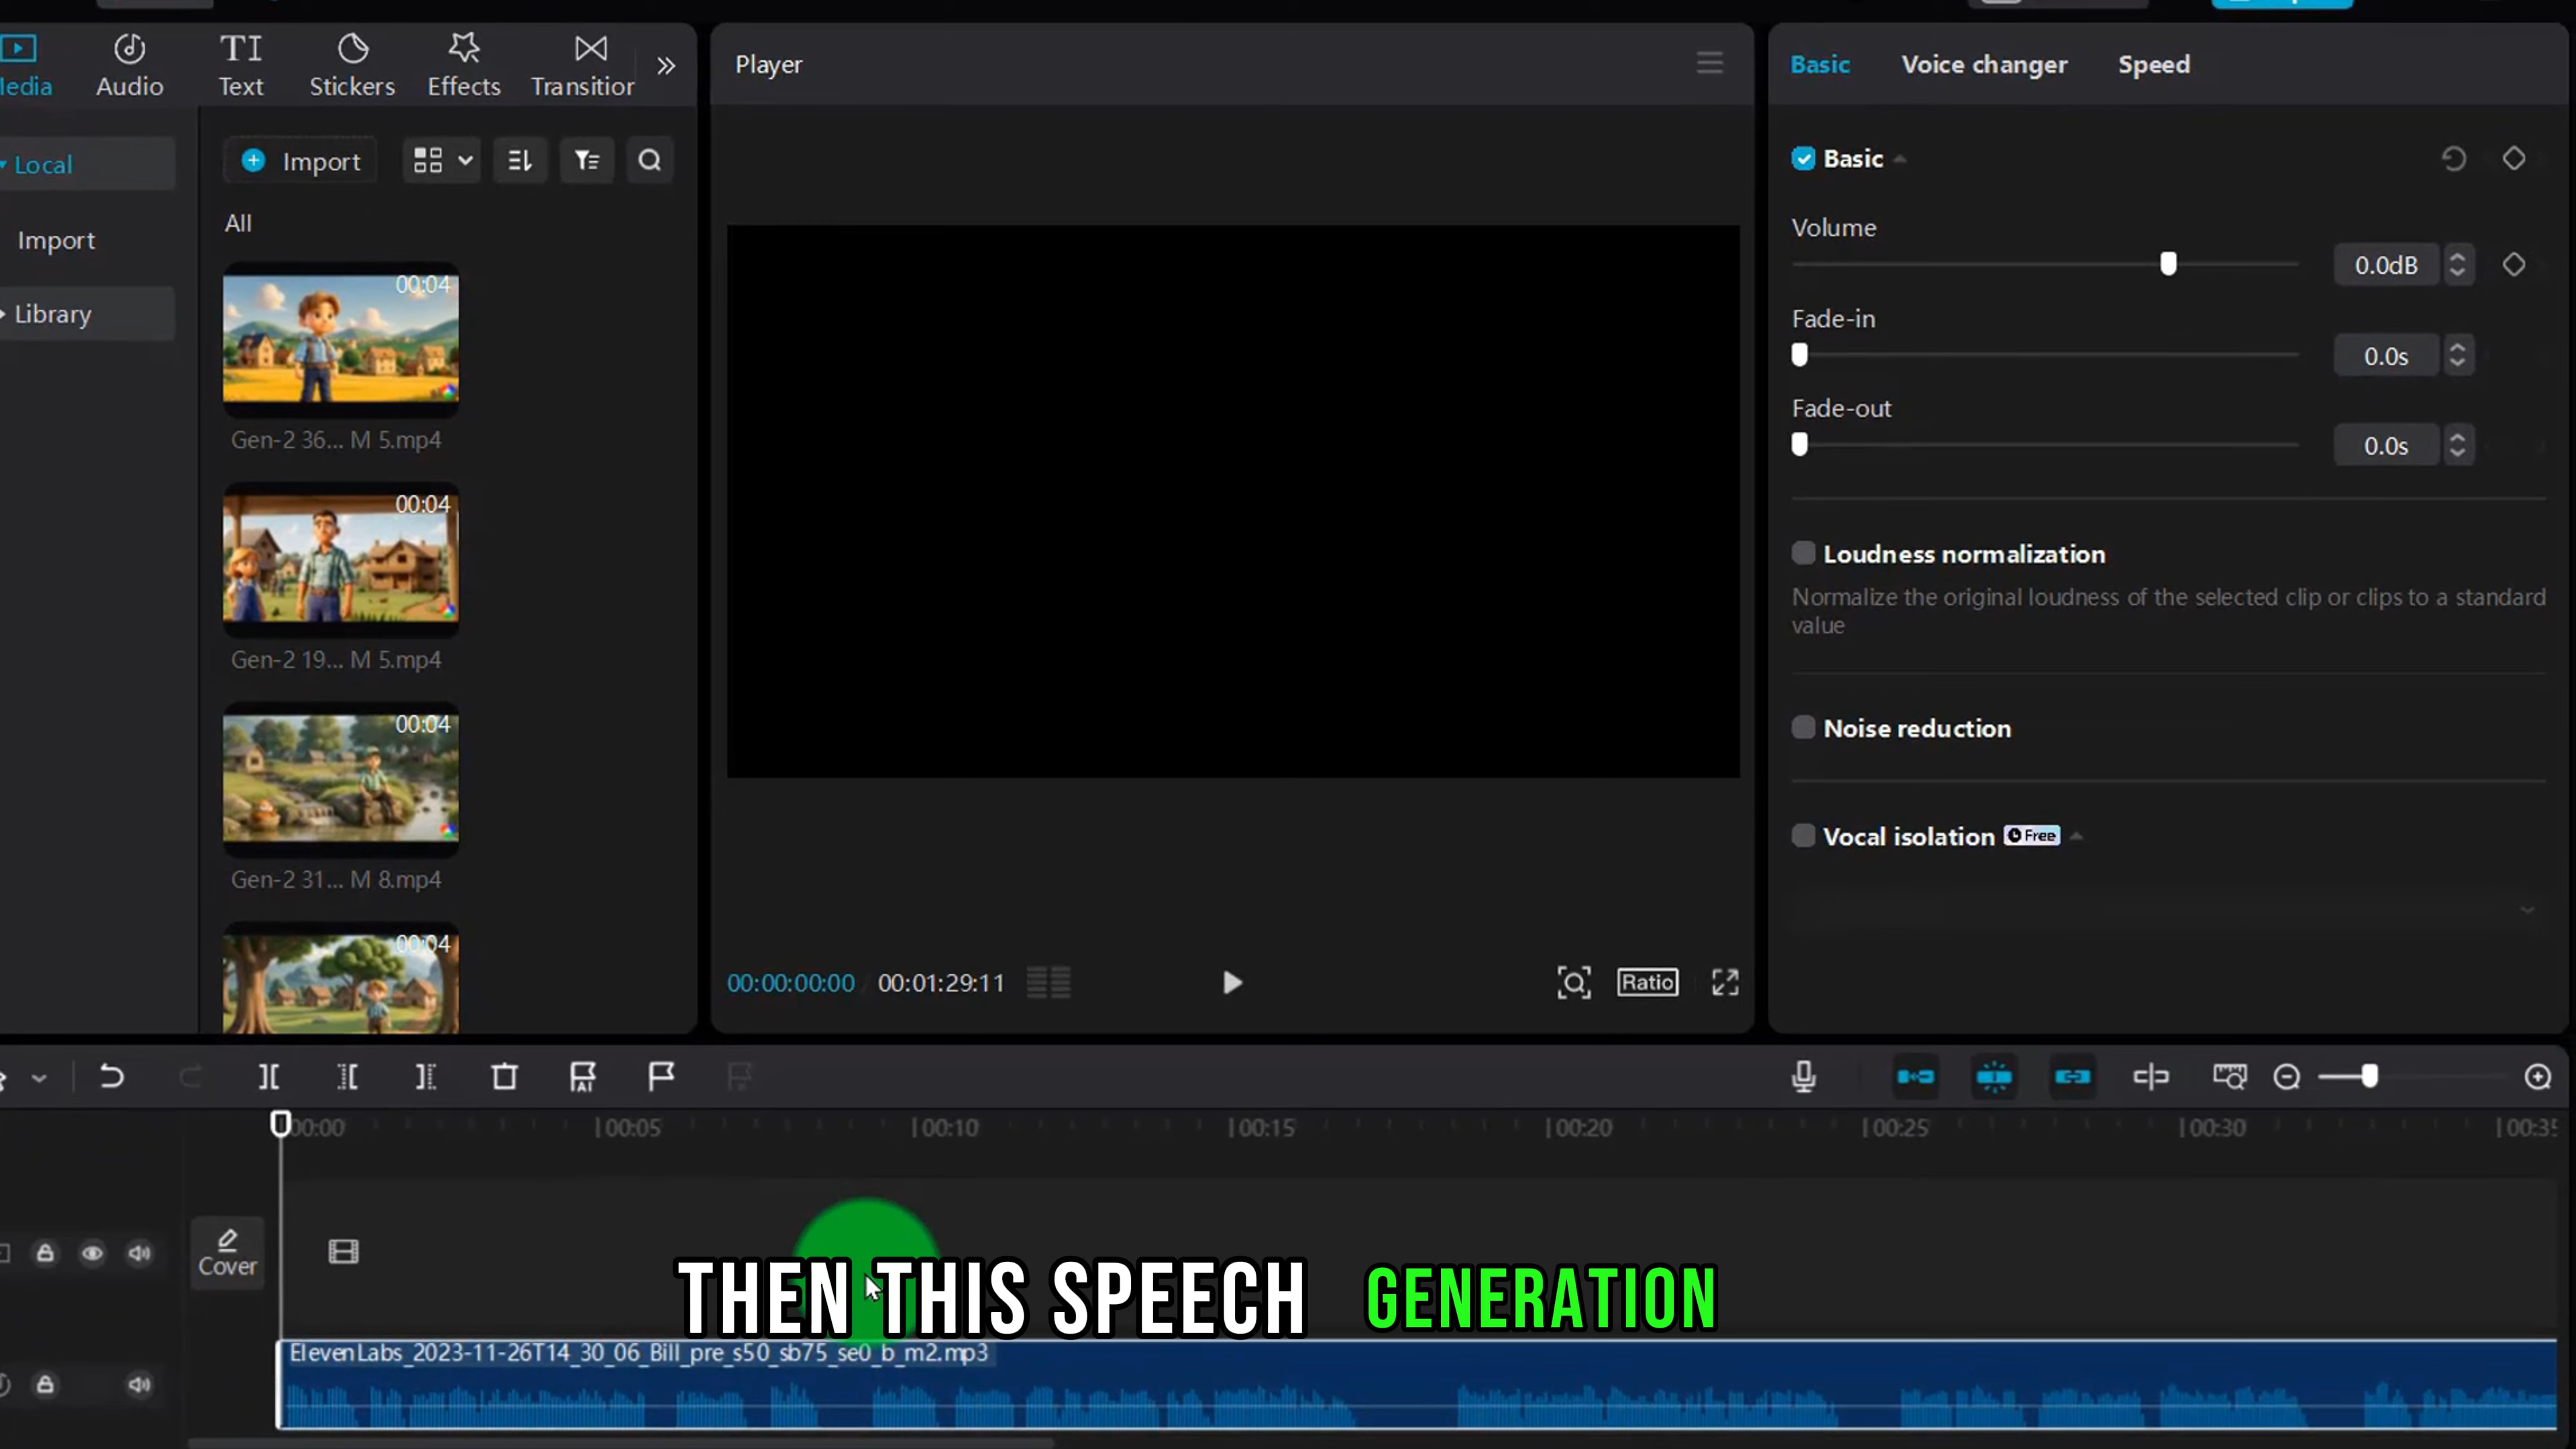 Media
Audio
Text
Stickers
Effects
Transition
Local
Import
Library
Import
All
00:04
Gen-2 36... M 5.mp4
00:04
Gen-2 19... M 5.mp4
00:04
Gen-2 31... M 8.mp4
00:04
Player
00:00:00:00 / 00:01:29:11
Ratio
Basic
Voice changer
Speed
Basic
Volume
0.0dB
Fade-in
0.0s
Fade-out
0.0s
Loudness normalization
Normalize the original loudness of the selected clip or clips to a standard
value
Noise reduction
Vocal isolation Free
AI
00:00
00:05
00:10
00:15
00:20
00:25
00:30
00:35
Cover
THEN THIS SPEECH GENERATION
ElevenLabs_2023-11-26T14_30_06_Bill_pre_s50_sb75_se0_b_m2.mp3